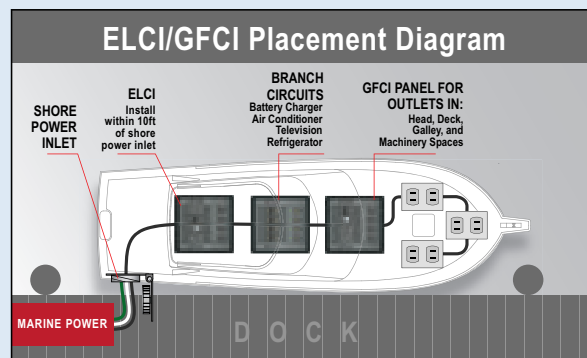 ELCI/GFCI Placement Diagram
SHORE
POWER
INLET
ELCI
Install
within 10ft
of shore
power inlet
BRANCH
CIRCUITS
Battery Charger
Air Conditioner
Television
Refrigerator
GFCI PANEL FOR
OUTLETS IN:
Head, Deck,
Galley, and
Machinery Spaces
MARINE POWER
DOCK